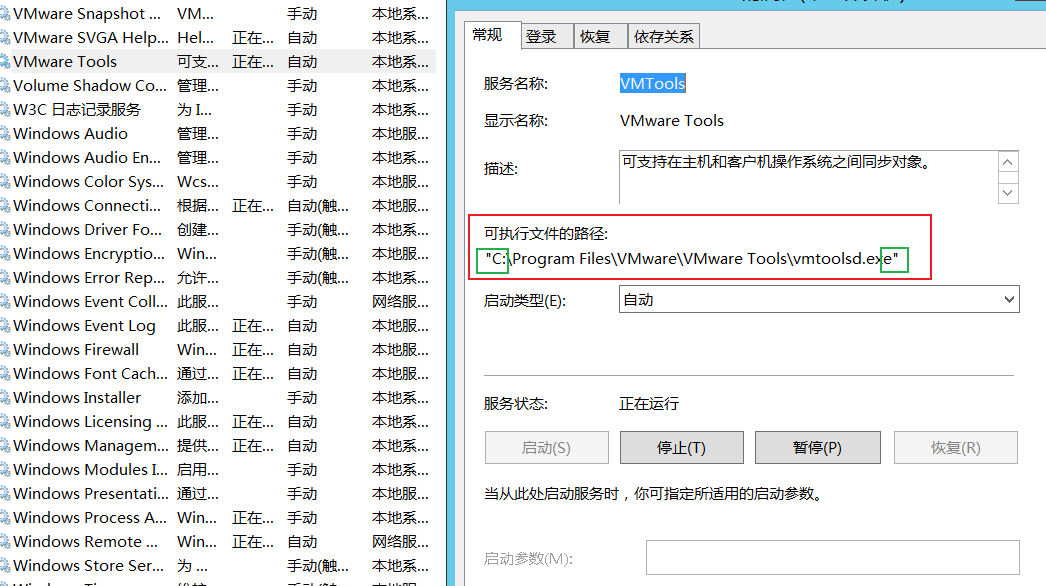 VMware Snapshot ... VM... 手动 本地系...
VMware SVGA Help... Hel... 正在... 自动 本地系...
VMware Tools 可支... 正在... 自动 本地系...
Volume Shadow Co... 管理... 手动 本地系...
W3C 日志记录服务 为 I... 手动 本地系...
Windows Audio 管理... 手动 本地服...
Windows Audio En... 管理... 手动 本地系...
Windows Color Sys... Wcs... 手动 本地服...
Windows Connecti... 根据... 正在... 自动(触... 本地服...
Windows Driver Fo... 创建... 手动(触... 本地系...
Windows Encryptio... Win... 手动(触... 本地服...
Windows Error Rep... 允许... 手动(触... 本地系...
Windows Event Coll... 此服... 手动 网络服...
Windows Event Log 此服... 正在... 自动 本地服...
Windows Firewall Win... 正在... 自动 本地服...
Windows Font Cach... 通过... 正在... 自动 本地服...
Windows Installer 添加... 手动 本地系...
Windows Licensing ... 此服... 正在... 自动 本地系...
Windows Managem... 提供... 正在... 自动 本地系...
Windows Modules I... 启用... 手动 本地系...
Windows Presentati... 通过... 手动 本地服...
Windows Process A... Win... 正在... 手动 本地系...
Windows Remote ... Win... 正在... 自动 网络服...
Windows Store Ser... 为 ... 手动(触... 本地系...
常规 登录 恢复 依存关系
服务名称: VMTools
显示名称: VMware Tools
描述: 可支持在主机和客户机操作系统之间同步对象。
可执行文件的路径:
"C:\Program Files\VMware\VMware Tools\vmtoolsd.exe"
启动类型(E): 自动
服务状态: 正在运行
启动(S) 停止(T) 暂停(P) 恢复(R)
当从此处启动服务时，你可指定所适用的启动参数。
启动参数(M):